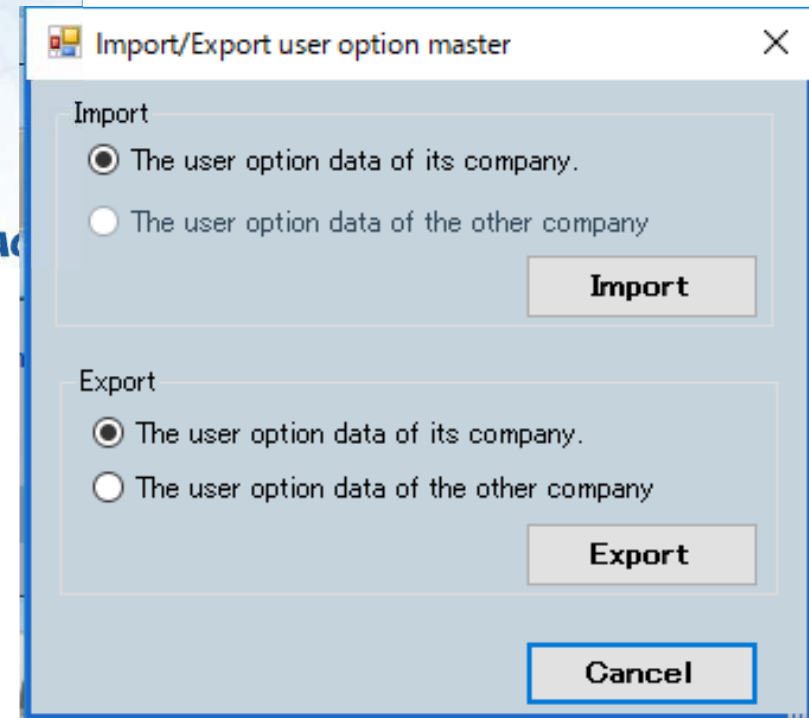 Import/Export user option master
Import
The user option data of its company.
The user option data of the other company
Import
Export
The user option data of its company.
The user option data of the other company
Export
Cancel